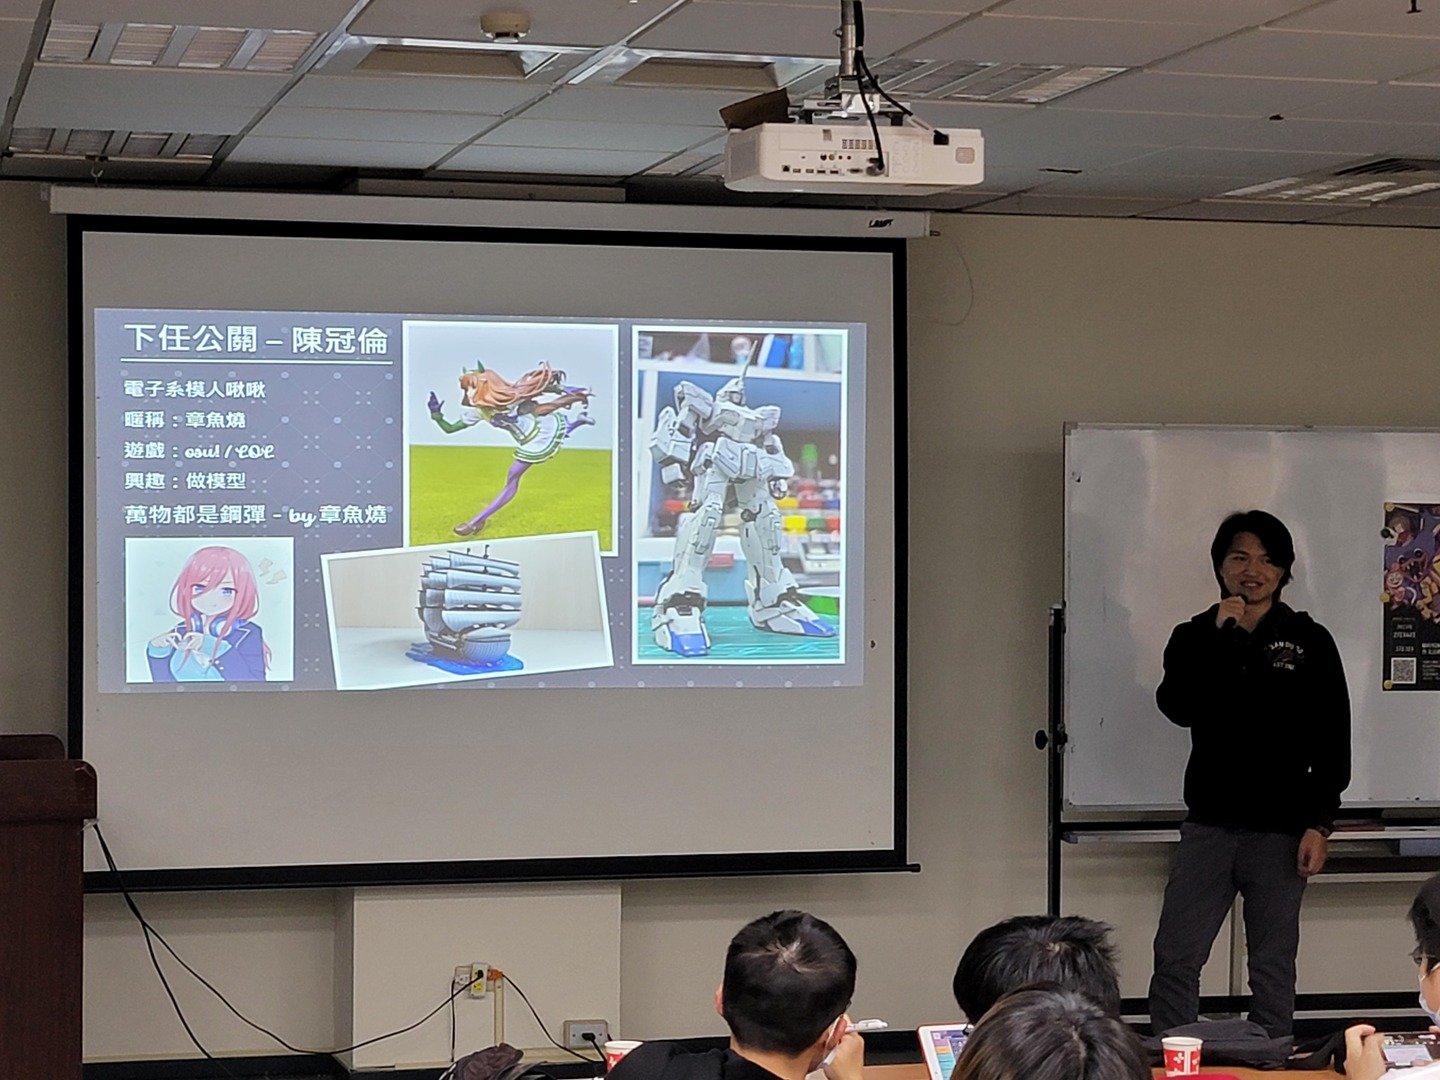 下任公關 – 陳冠倫
電子系模人啾啾
暱稱：章魚燒
遊戲：osu! / LOL
興趣：做模型
萬物都是鋼彈 - by 章魚燒